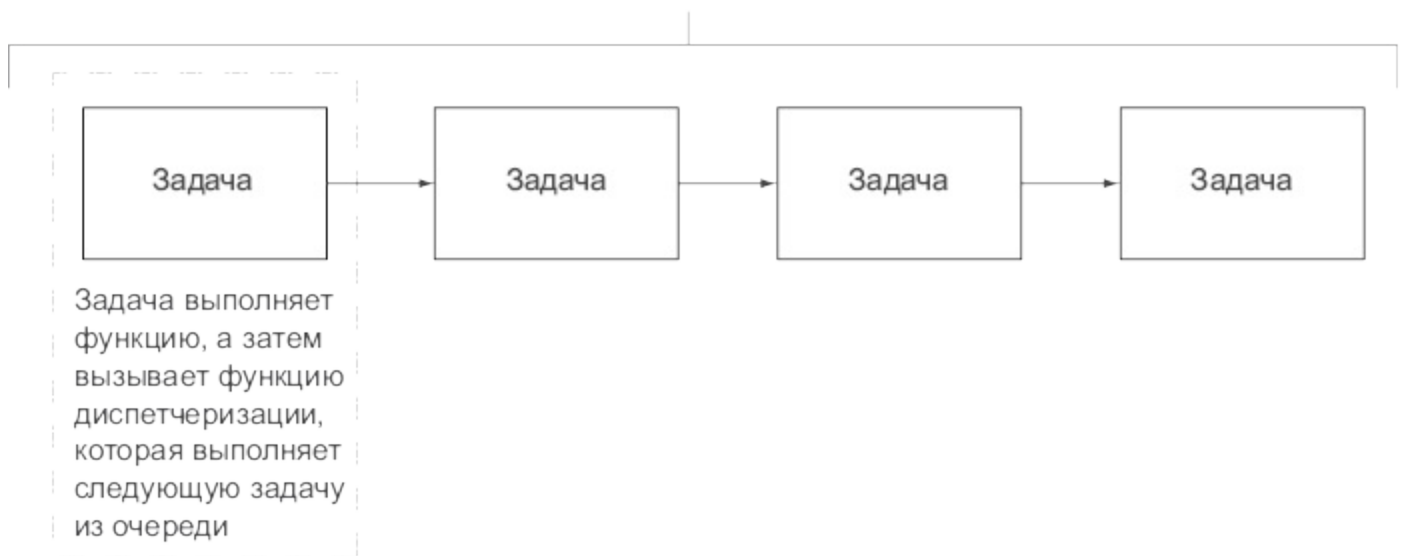 Задача
Задача
Задача
Задача
Задача выполняет
функцию, а затем
вызывает функцию
диспетчеризации,
которая выполняет
следующую задачу
из очереди